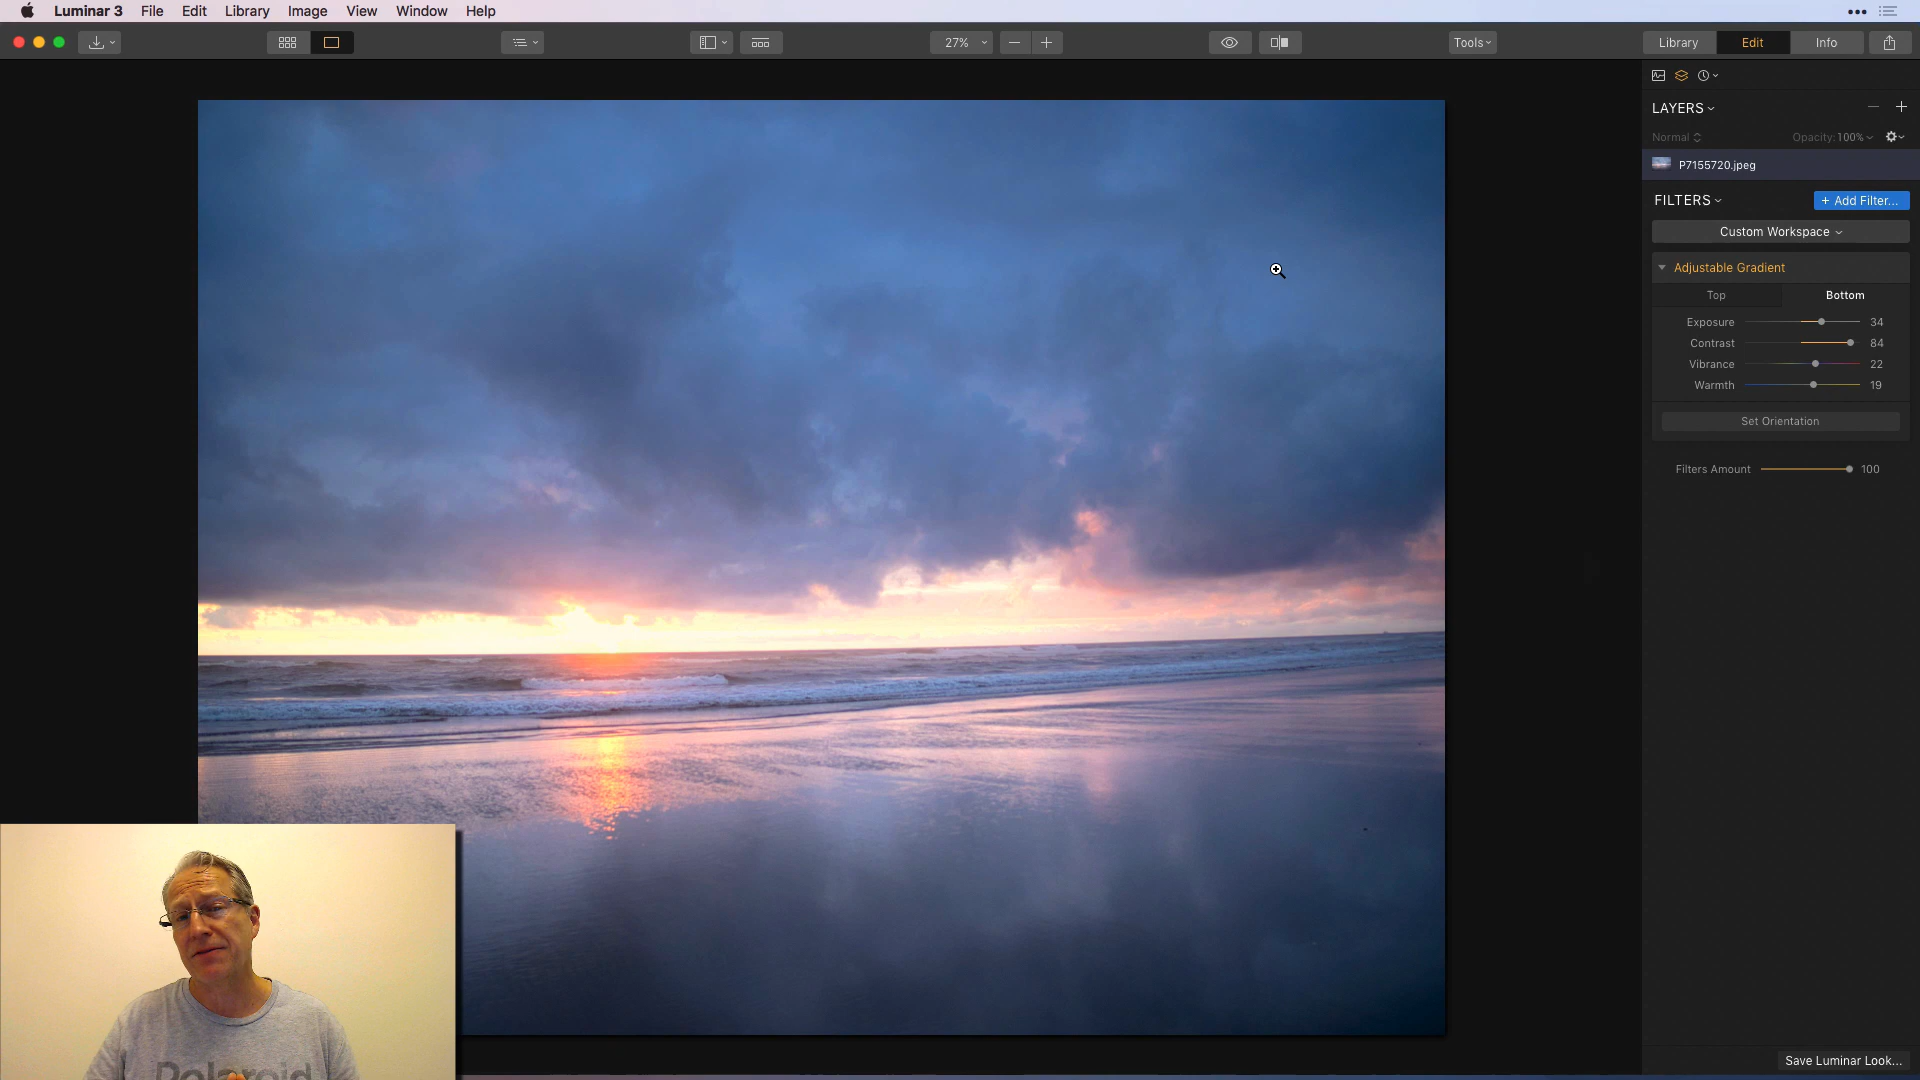 Luminar 3 File Edit Library Image View Window Help
27% Tools Library Edit Info
LAYERS
Normal Opacity: 100%
P7155720.jpeg
FILTERS + Add Filter...
Custom Workspace
Adjustable Gradient
Top Bottom
Exposure 34
Contrast 84
Vibrance 22
Warmth 19
Set Orientation
Filters Amount 100
Polaroid
Save Luminar Look...